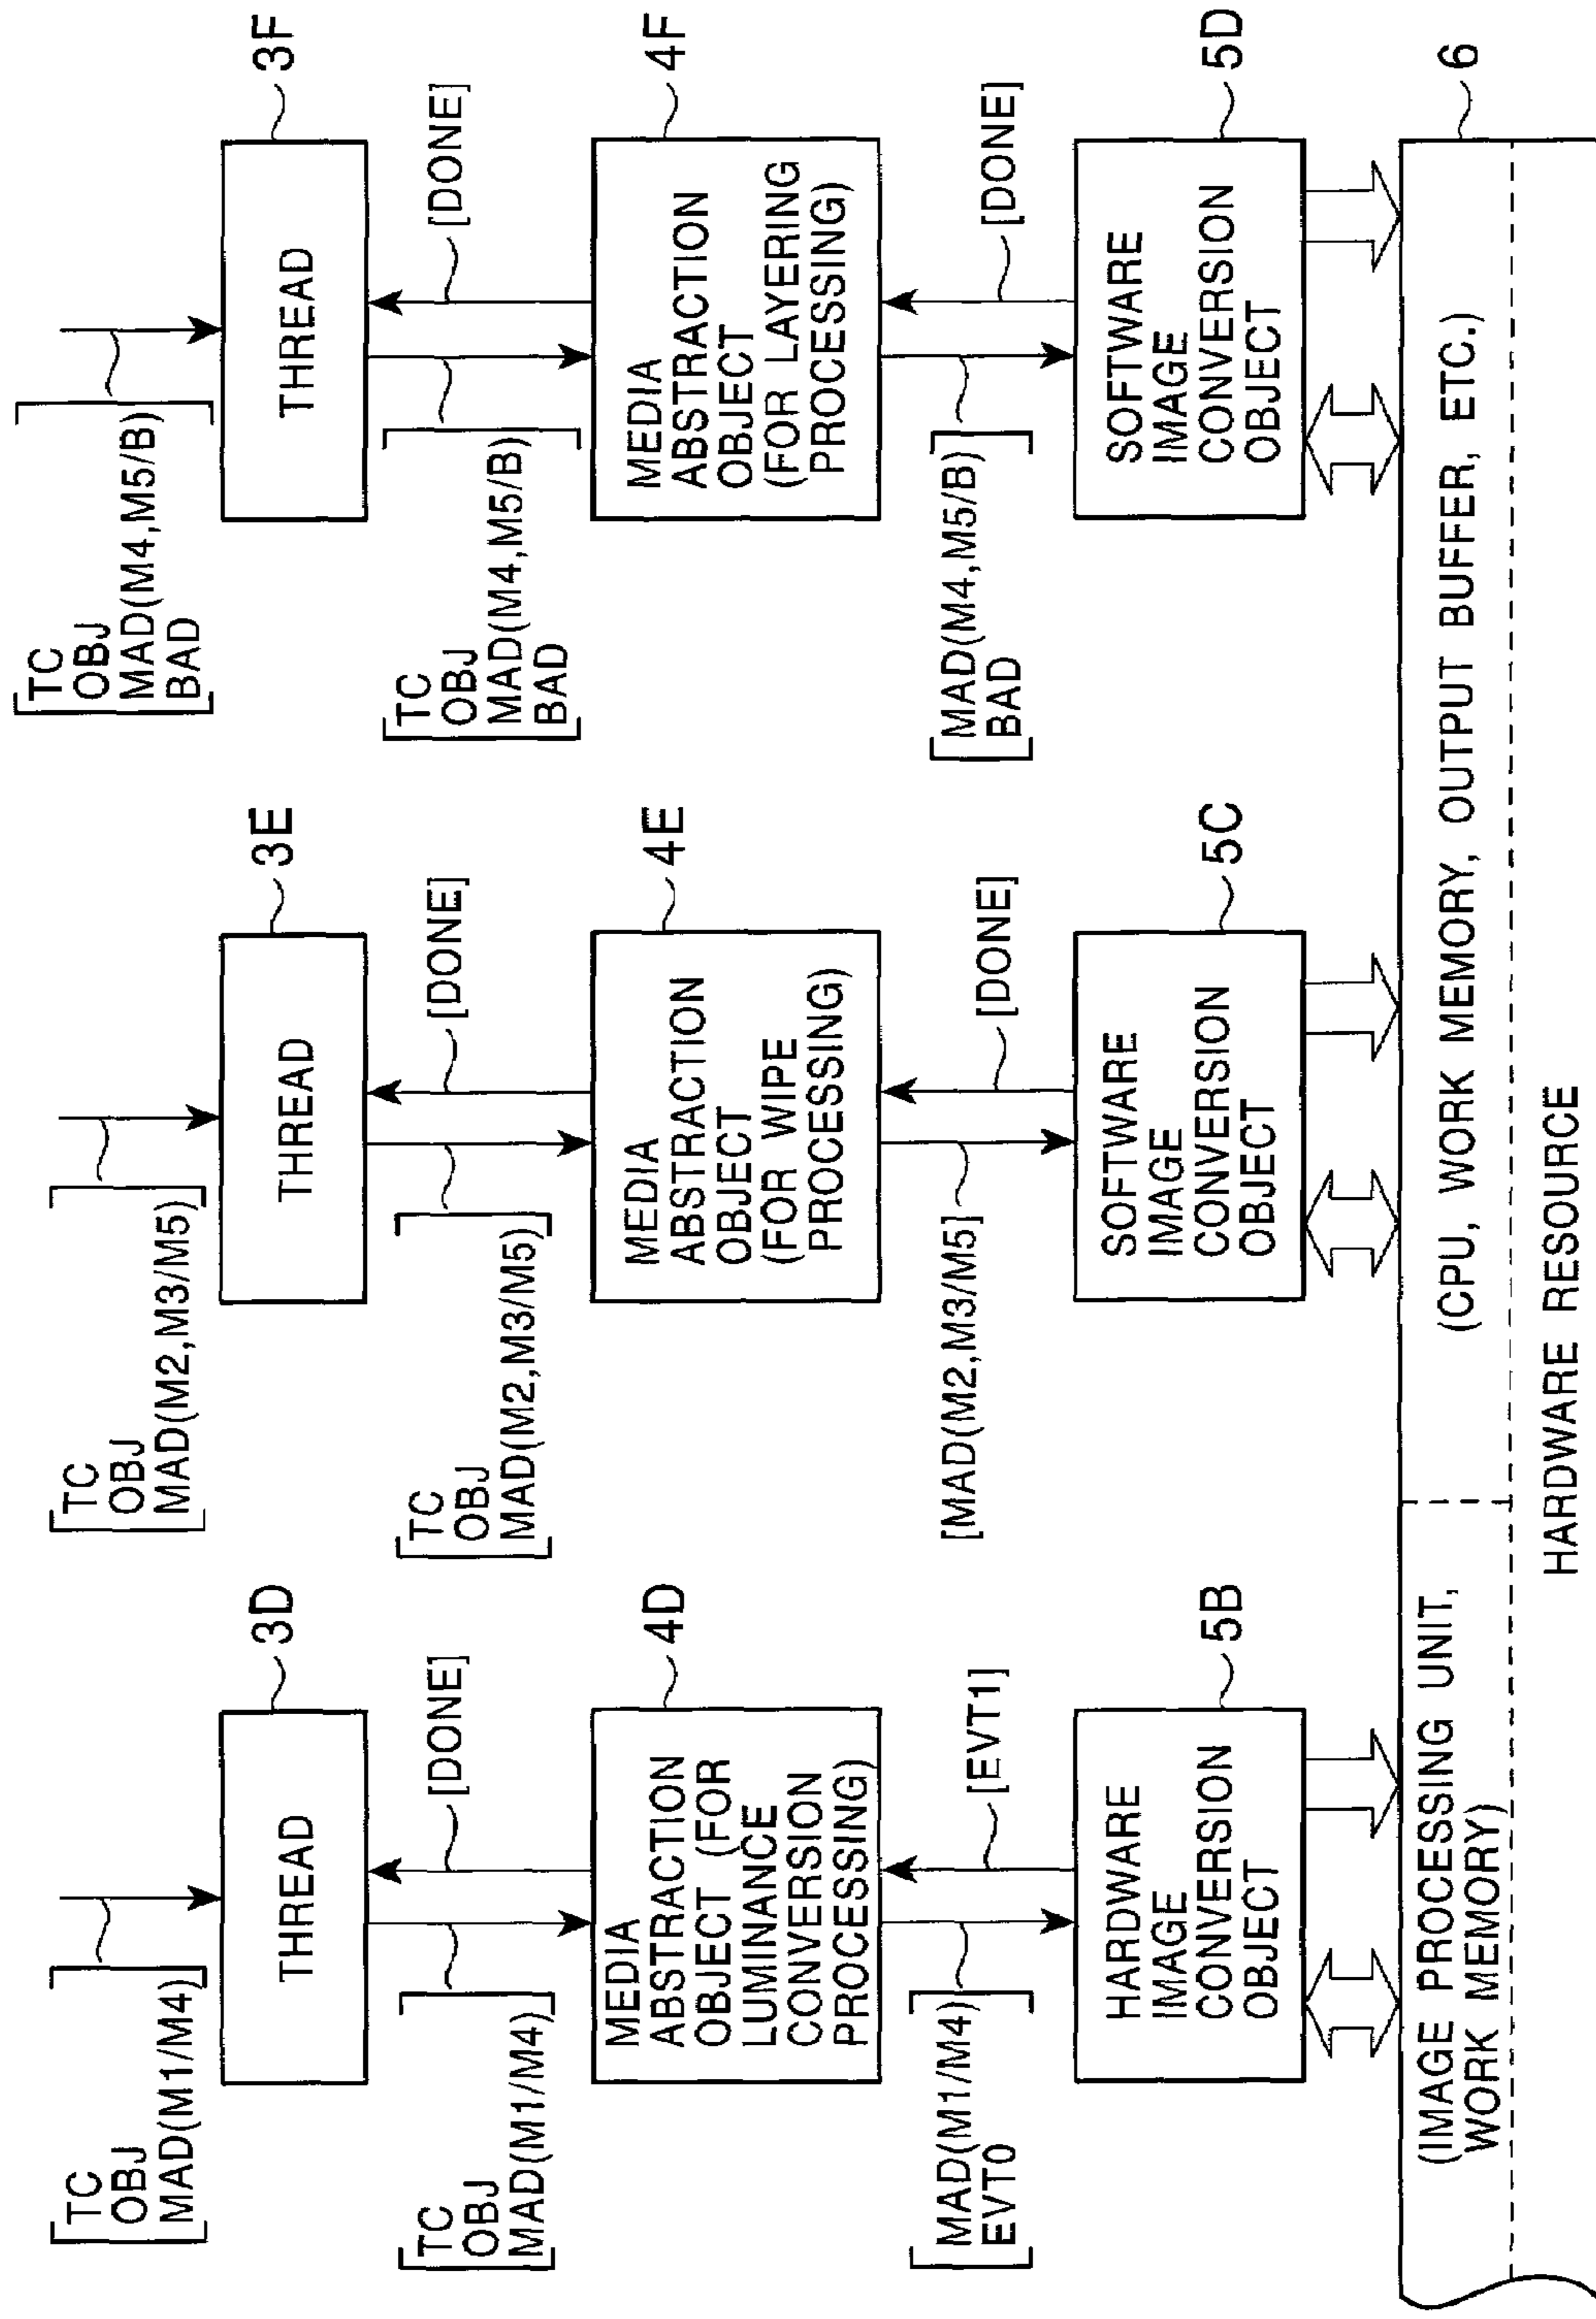 [TC
OBJ
MAD(M1/M4)]
3D
THREAD
[TC
OBJ
MAD(M1/M4)]
[DONE]
4D
MEDIA
ABSTRACTION
OBJECT (FOR
LUMINANCE
CONVERSION
PROCESSING)
[MAD(M1/M4)
EVT0]
[EVT1]
5B
HARDWARE
IMAGE
CONVERSION
OBJECT
[TC
OBJ
MAD(M2,M3/M5)]
3E
THREAD
[TC
OBJ
MAD(M2,M3/M5)]
[DONE]
4E
MEDIA
ABSTRACTION
OBJECT
(FOR WIPE
PROCESSING)
[MAD(M2,M3/M5]
[DONE]
5C
SOFTWARE
IMAGE
CONVERSION
OBJECT
[TC
OBJ
MAD(M4,M5/B)
BAD]
3F
THREAD
[TC
OBJ
MAD(M4,M5/B)
BAD]
[DONE]
4F
MEDIA
ABSTRACTION
OBJECT
(FOR LAYERING
PROCESSING)
[MAD(M4,M5/B)
BAD]
[DONE]
5D
SOFTWARE
IMAGE
CONVERSION
OBJECT
6
(IMAGE PROCESSING UNIT,
WORK MEMORY)
(CPU, WORK MEMORY, OUTPUT BUFFER, ETC.)
HARDWARE RESOURCE